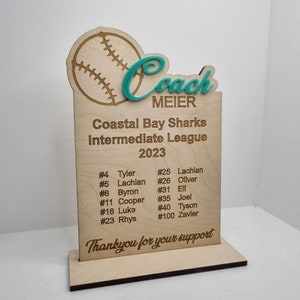 Coach
MEIER
Coastal Bay Sharks
Intermediate League
2023
#4 Tyler
#5 Lachlan
#6 Byron
#11 Cooper
#16 Luka
#23 Rhys
#25 Lachlan
#26 Oliver
#31 Eli
#35 Joel
#40 Tyson
#100 Zavier
Thankyou for your support